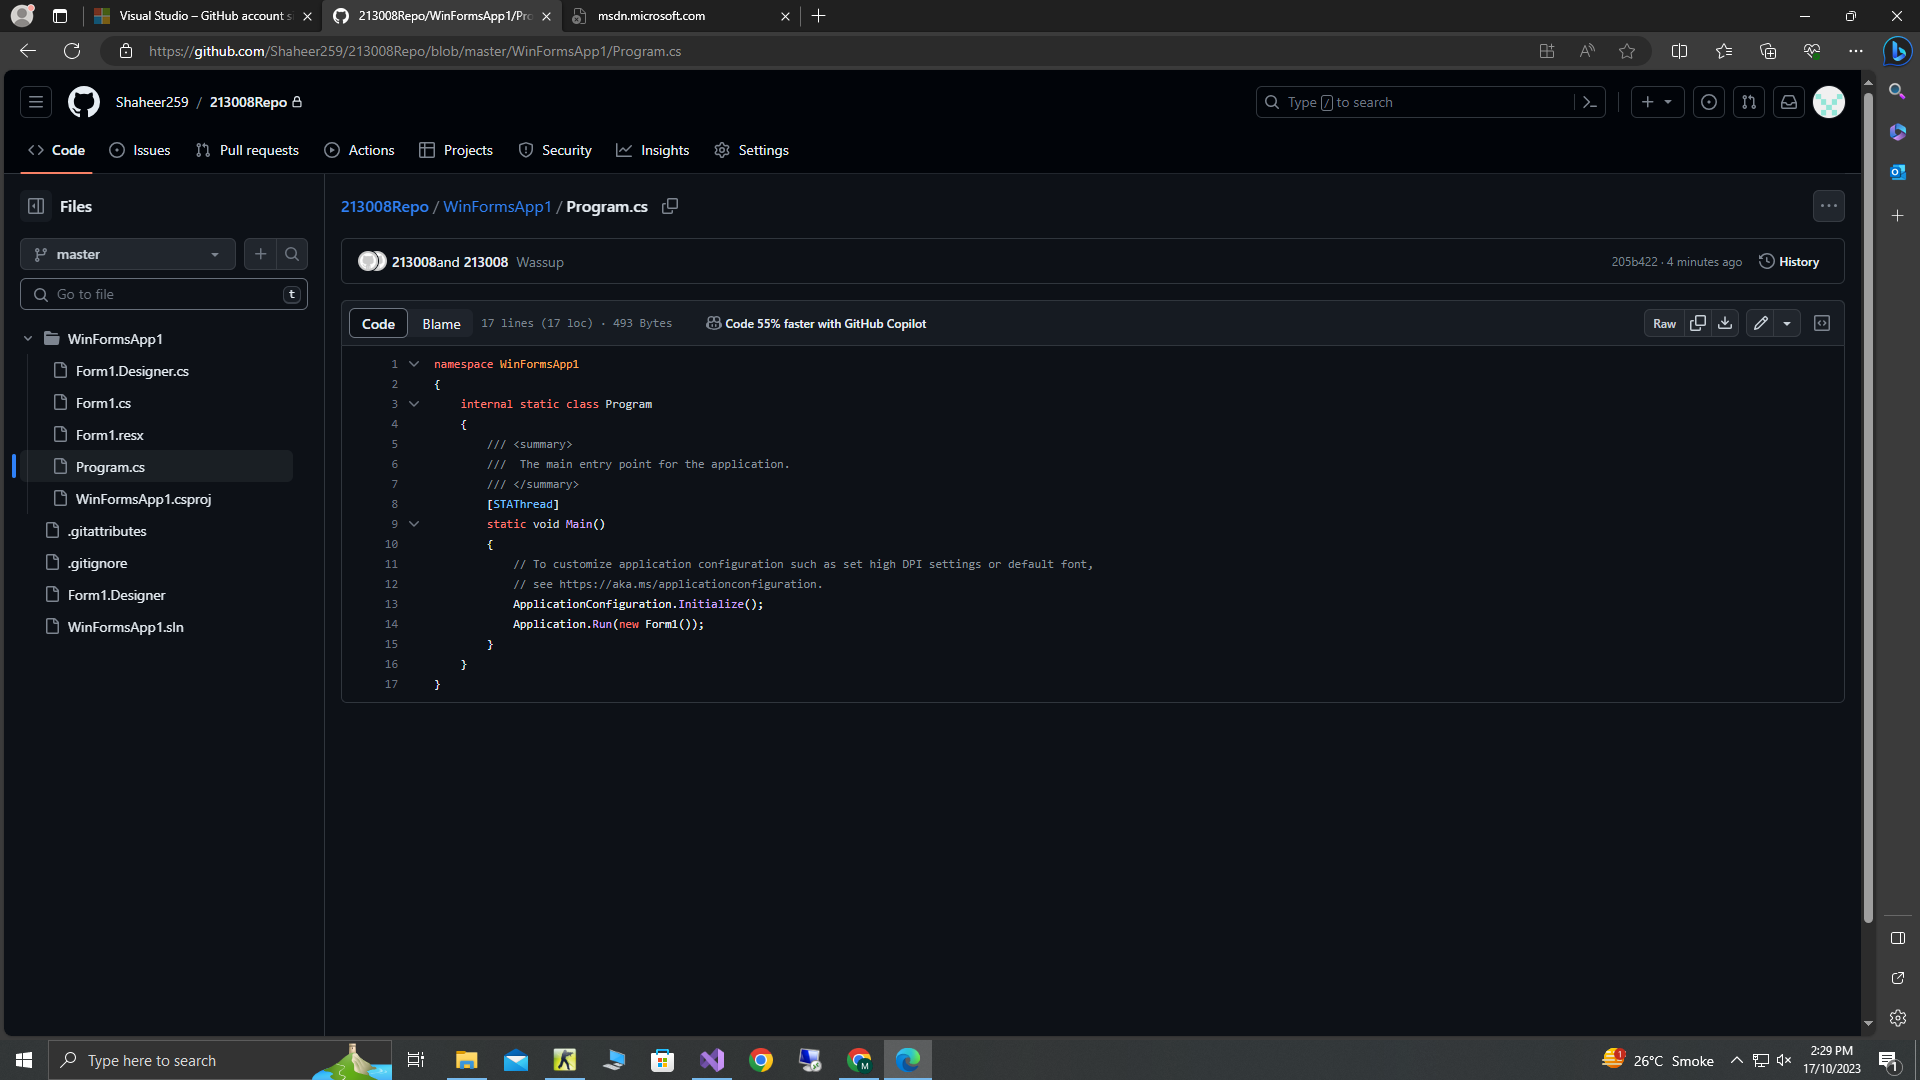 Visual Studio – GitHub account s
213008Repo/WinFormsApp1/Pro
msdn.microsoft.com
https://github.com/Shaheer259/213008Repo/blob/master/WinFormsApp1/Program.cs
Shaheer259 / 213008Repo
Type / to search
Code
Issues
Pull requests
Actions
Projects
Security
Insights
Settings
Files
213008Repo / WinFormsApp1 / Program.cs
master
213008and 213008 Wassup
205b422 · 4 minutes ago
History
Go to file
t
Code
Blame
17 lines (17 loc) · 493 Bytes
Code 55% faster with GitHub Copilot
Raw
WinFormsApp1
Form1.Designer.cs
Form1.cs
Form1.resx
Program.cs
WinFormsApp1.csproj
.gitattributes
.gitignore
Form1.Designer
WinFormsApp1.sln
1 namespace WinFormsApp1
2 {
3 internal static class Program
4 {
5 /// <summary>
6 ///  The main entry point for the application.
7 /// </summary>
8 [STAThread]
9 static void Main()
10 {
11 // To customize application configuration such as set high DPI settings or default font,
12 // see https://aka.ms/applicationconfiguration.
13 ApplicationConfiguration.Initialize();
14 Application.Run(new Form1());
15 }
16 }
17 }
Type here to search
M
1
26°C Smoke
2:29 PM
17/10/2023
1